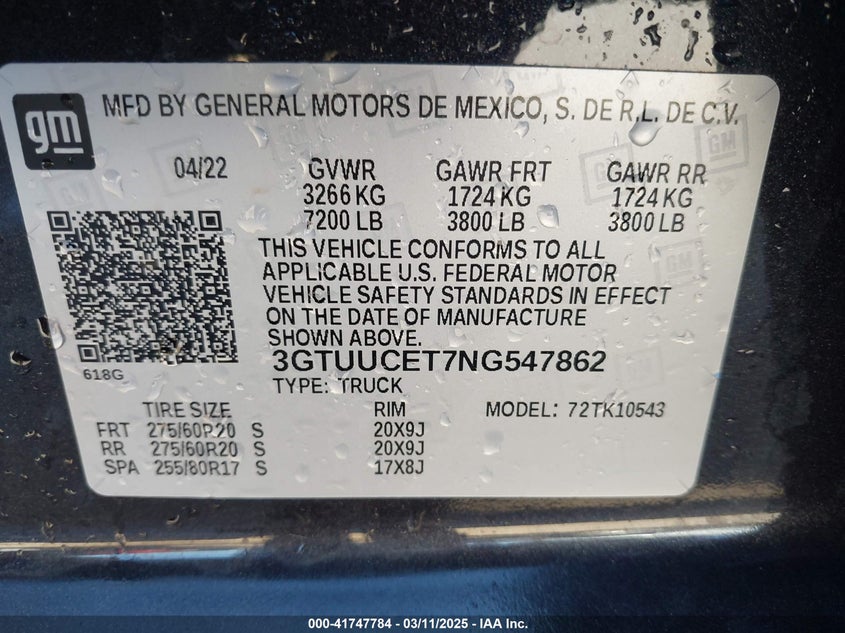 gm
MFD BY GENERAL MOTORS DE MEXICO, S. DE R.L. DE C.V.
04/22 GVWR GAWR FRT GAWR RR
3266 KG 1724 KG 1724 KG
7200 LB 3800 LB 3800 LB
THIS VEHICLE CONFORMS TO ALL
APPLICABLE U.S. FEDERAL MOTOR
VEHICLE SAFETY STANDARDS IN EFFECT
ON THE DATE OF MANUFACTURE
SHOWN ABOVE.
618G
3GTUUCET7NG547862
TYPE: TRUCK
TIRE SIZE RIM MODEL: 72TK10543
FRT 275/60R20 S 20X9J
RR 275/60R20 S 20X9J
SPA 255/80R17 S 17X8J
000-41747784 - 03/11/2025 - IAA Inc.